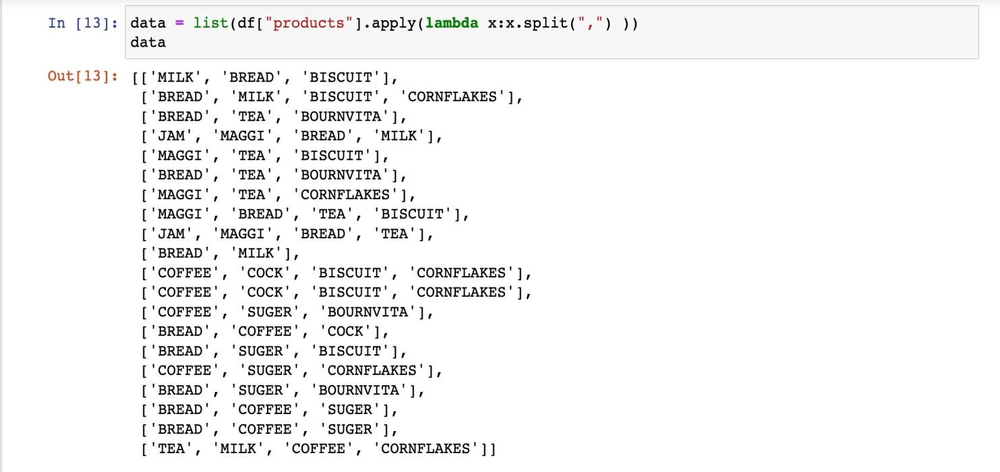 In [13]: data = list(df["products"].apply(lambda x:x.split(",") ))
data
Out[13]: [['MILK', 'BREAD', 'BISCUIT'],
['BREAD', 'MILK', 'BISCUIT', 'CORNFLAKES'],
['BREAD', 'TEA', 'BOURNVITA'],
['JAM', 'MAGGI', 'BREAD', 'MILK'],
['MAGGI', 'TEA', 'BISCUIT'],
['BREAD', 'TEA', 'BOURNVITA'],
['MAGGI', 'TEA', 'CORNFLAKES'],
['MAGGI', 'BREAD', 'TEA', 'BISCUIT'],
['JAM', 'MAGGI', 'BREAD', 'TEA'],
['BREAD', 'MILK'],
['COFFEE', 'COCK', 'BISCUIT', 'CORNFLAKES'],
['COFFEE', 'COCK', 'BISCUIT', 'CORNFLAKES'],
['COFFEE', 'SUGER', 'BOURNVITA'],
['BREAD', 'COFFEE', 'COCK'],
['BREAD', 'SUGER', 'BISCUIT'],
['COFFEE', 'SUGER', 'CORNFLAKES'],
['BREAD', 'SUGER', 'BOURNVITA'],
['BREAD', 'COFFEE', 'SUGER'],
['BREAD', 'COFFEE', 'SUGER'],
['TEA', 'MILK', 'COFFEE', 'CORNFLAKES']]